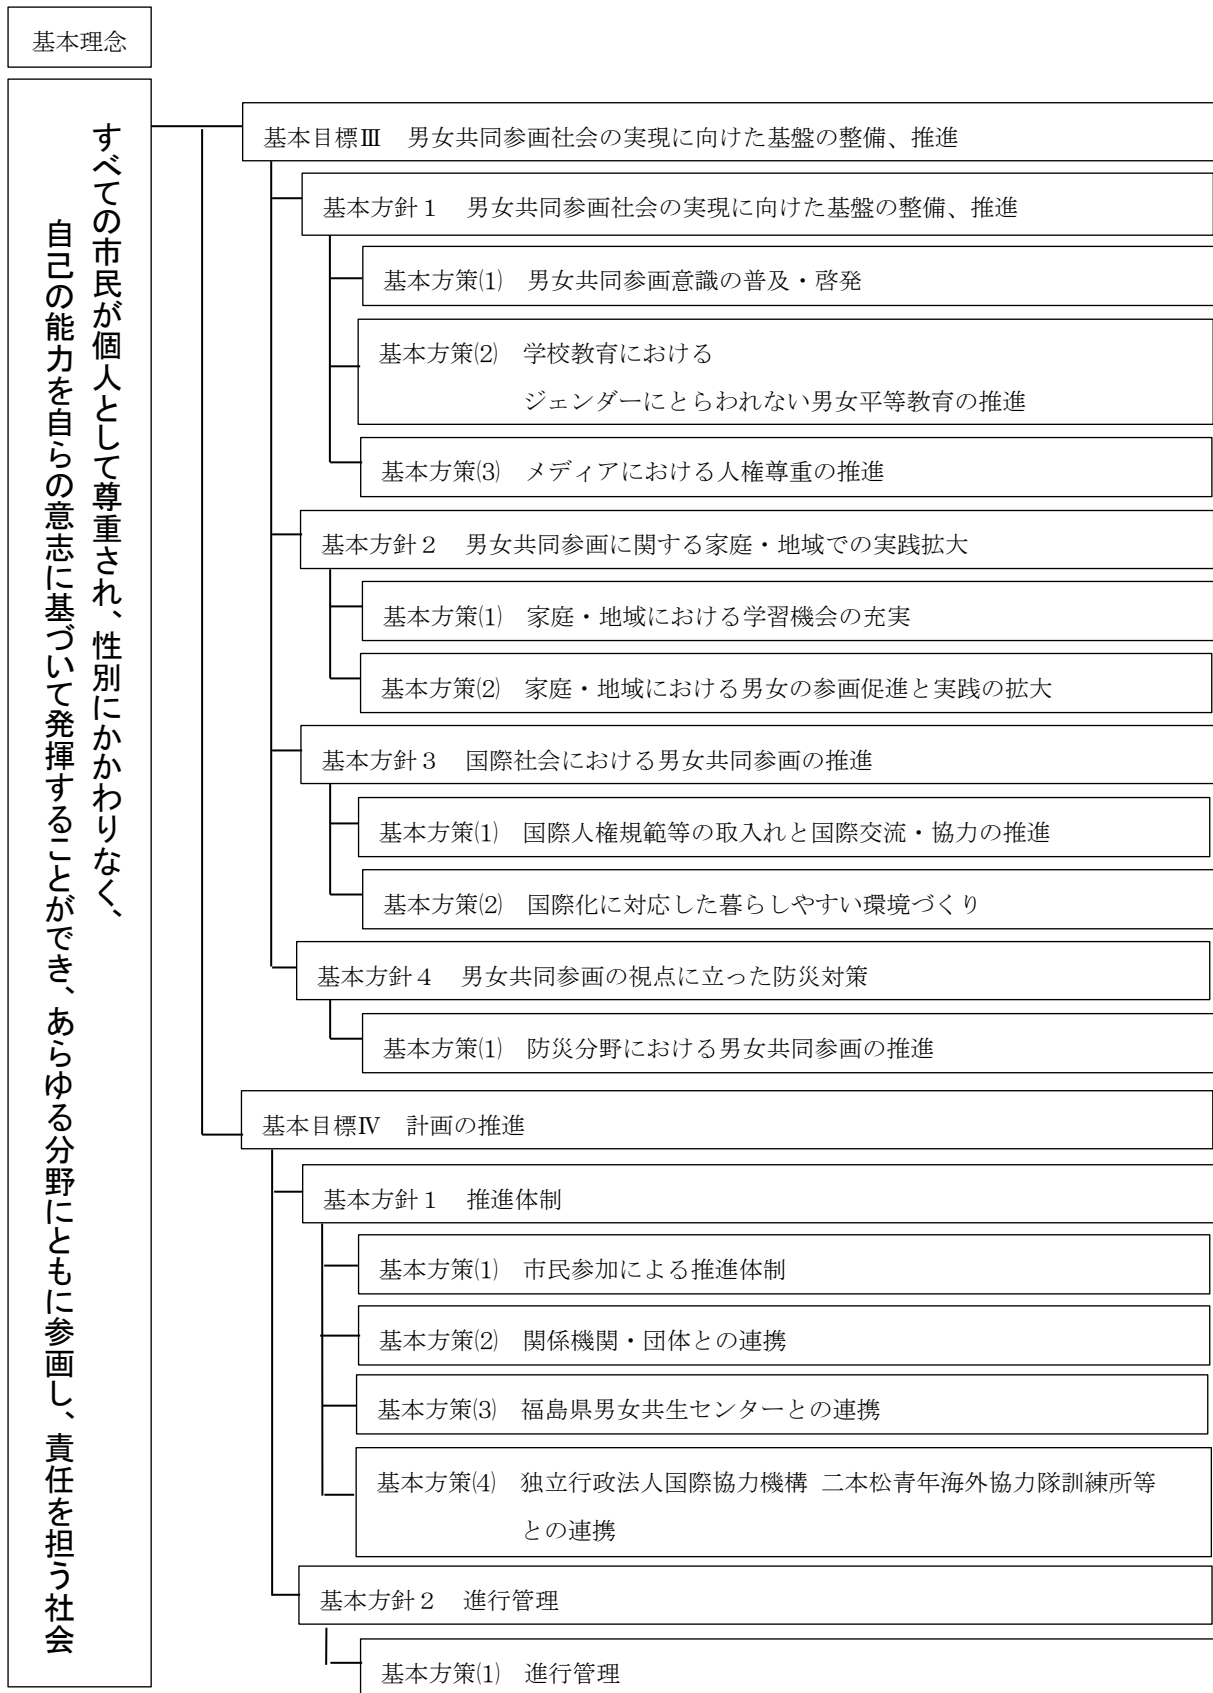 基本理念
すべての市民が個人として尊重され、性別にかかわりなく、
自己の能力を自らの意志に基づいて発揮することができ、あらゆる分野にともに参画し、責任を担う社会
基本目標Ⅲ　男女共同参画社会の実現に向けた基盤の整備、推進
基本方針１　男女共同参画社会の実現に向けた基盤の整備、推進
基本方策⑴　男女共同参画意識の普及・啓発
基本方策⑵　学校教育における
ジェンダーにとらわれない男女平等教育の推進
基本方策⑶　メディアにおける人権尊重の推進
基本方針２　男女共同参画に関する家庭・地域での実践拡大
基本方策⑴　家庭・地域における学習機会の充実
基本方策⑵　家庭・地域における男女の参画促進と実践の拡大
基本方針３　国際社会における男女共同参画の推進
基本方策⑴　国際人権規範等の取入れと国際交流・協力の推進
基本方策⑵　国際化に対応した暮らしやすい環境づくり
基本方針４　男女共同参画の視点に立った防災対策
基本方策⑴　防災分野における男女共同参画の推進
基本目標Ⅳ　計画の推進
基本方針１　推進体制
基本方策⑴　市民参加による推進体制
基本方策⑵　関係機関・団体との連携
基本方策⑶　福島県男女共生センターとの連携
基本方策⑷　独立行政法人国際協力機構 二本松青年海外協力隊訓練所等
との連携
基本方針２　進行管理
基本方策⑴　進行管理